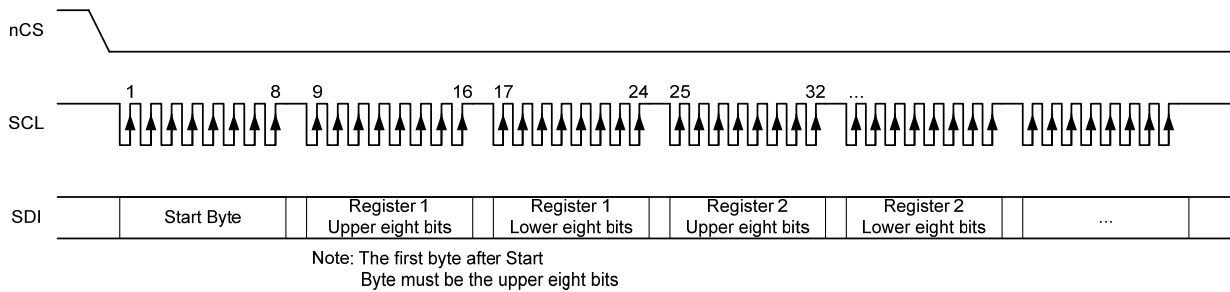 nCS
1 8 9 16 17 24 25 32 ...
SCL
SDI
Start Byte
Register 1
Upper eight bits
Register 1
Lower eight bits
Register 2
Upper eight bits
Register 2
Lower eight bits
...
Note: The first byte after Start
Byte must be the upper eight bits